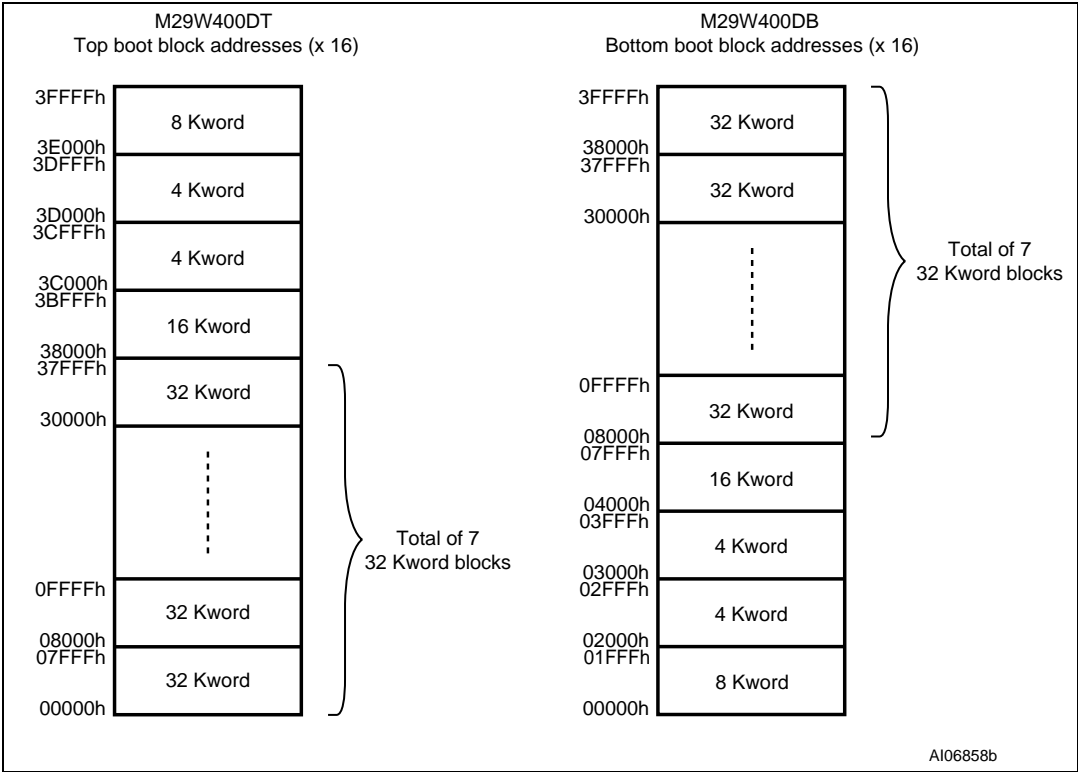 M29W400DT
Top boot block addresses (x 16)
3FFFFh
8 Kword
3E000h
3DFFFh
4 Kword
3D000h
3CFFFh
4 Kword
3C000h
3BFFFh
16 Kword
38000h
37FFFh
32 Kword
30000h
Total of 7
32 Kword blocks
0FFFFh
32 Kword
08000h
07FFFh
32 Kword
00000h
M29W400DB
Bottom boot block addresses (x 16)
3FFFFh
32 Kword
38000h
37FFFh
32 Kword
30000h
Total of 7
32 Kword blocks
0FFFFh
32 Kword
08000h
07FFFh
16 Kword
04000h
03FFFh
4 Kword
03000h
02FFFh
4 Kword
02000h
01FFFh
8 Kword
00000h
AI06858b